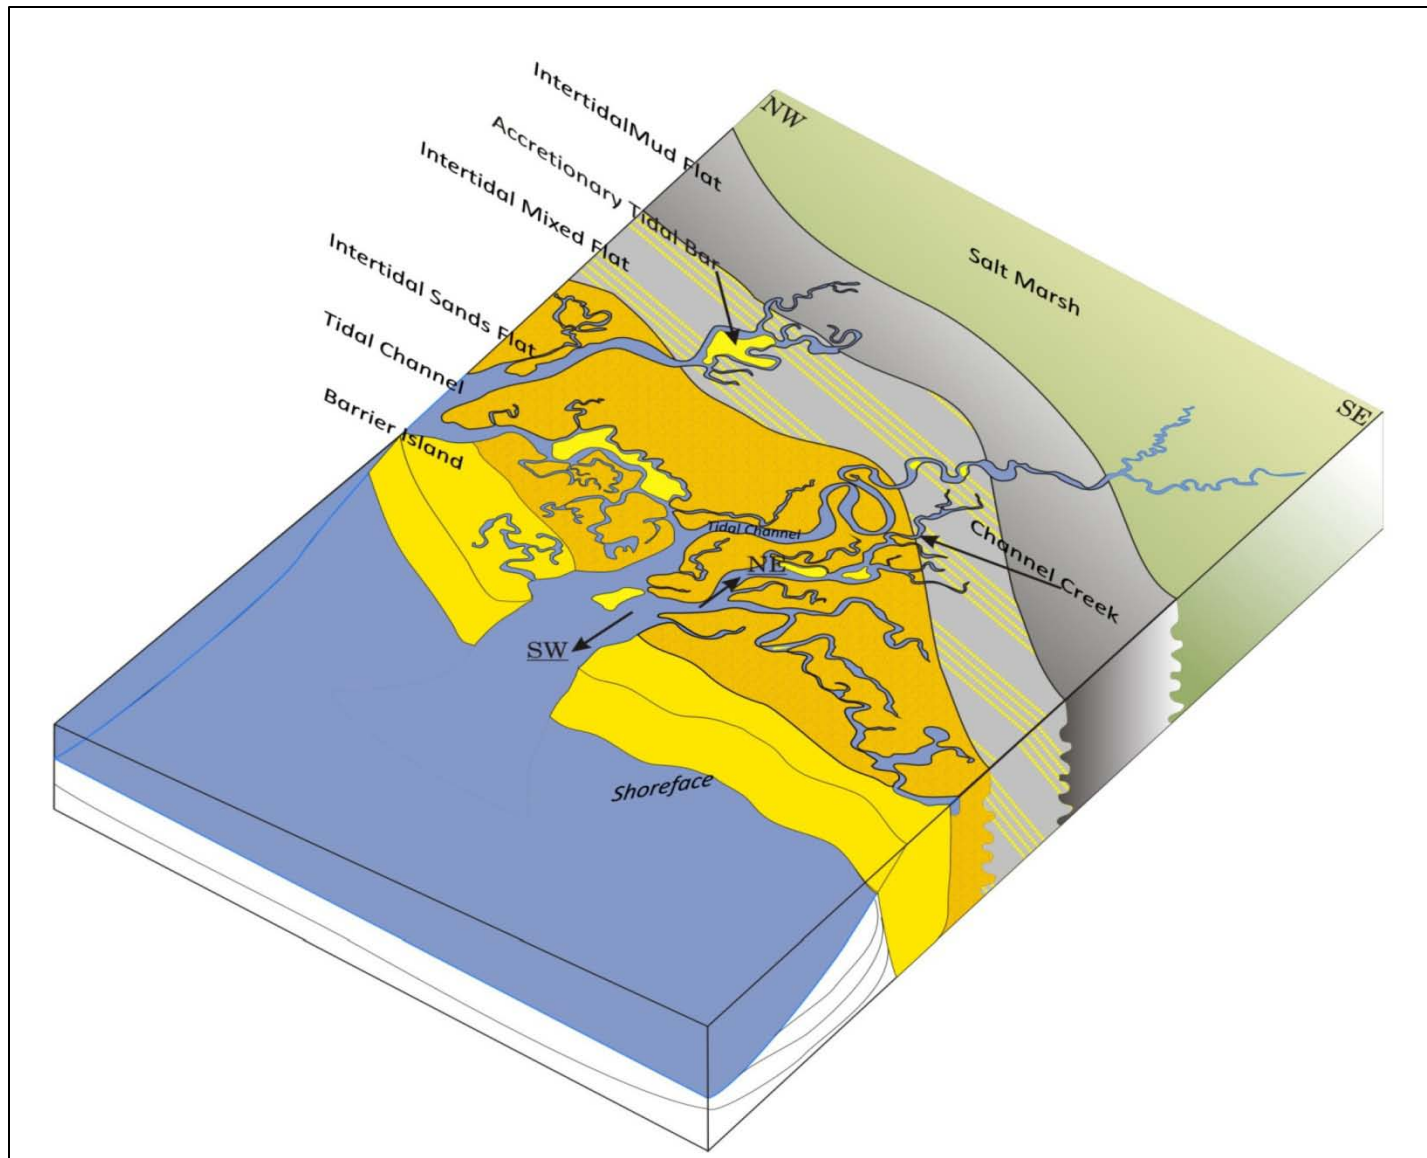 IntertidalMud Flat
NW
Accretionary Tidal Bar
Intertidal Mixed Flat
Salt Marsh
Intertidal Sands Flat
Tidal Channel
SE
Barrier Island
Tidal Channel
Channel Creek
NE
SW
Shoreface